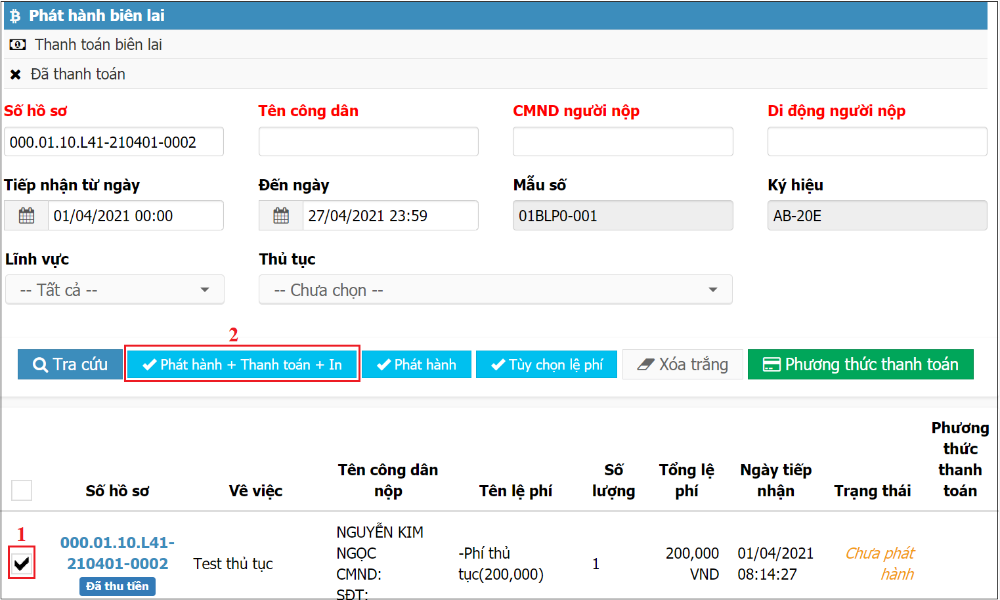 Phát hành biên lai
Thanh toán biên lai
Đã thanh toán
Số hồ sơ
Tên công dân
CMND người nộp
Di động người nộp
000.01.10.L41-210401-0002
Tiếp nhận từ ngày
Đến ngày
Mẫu số
Ký hiệu
01/04/2021 00:00
27/04/2021 23:59
01BLP0-001
AB-20E
Lĩnh vực
Thủ tục
-- Tất cả --
-- Chưa chọn --
2
Tra cứu
Phát hành + Thanh toán + In
Phát hành
Tùy chọn lệ phí
Xóa trắng
Phương thức thanh toán
Số hồ sơ
Về việc
Tên công dân
nộp
Tên lệ phí
Số
lượng
Tổng lệ
phí
Ngày tiếp
nhận
Trạng thái
Phương
thức
thanh
toán
1
000.01.10.L41-
210401-0002
Đã thu tiền
Test thủ tục
NGUYỄN KIM
NGỌC
CMND:
SĐT:
-Phí thủ
tục(200,000)
1
200,000
VND
01/04/2021
08:14:27
Chưa phát
hành